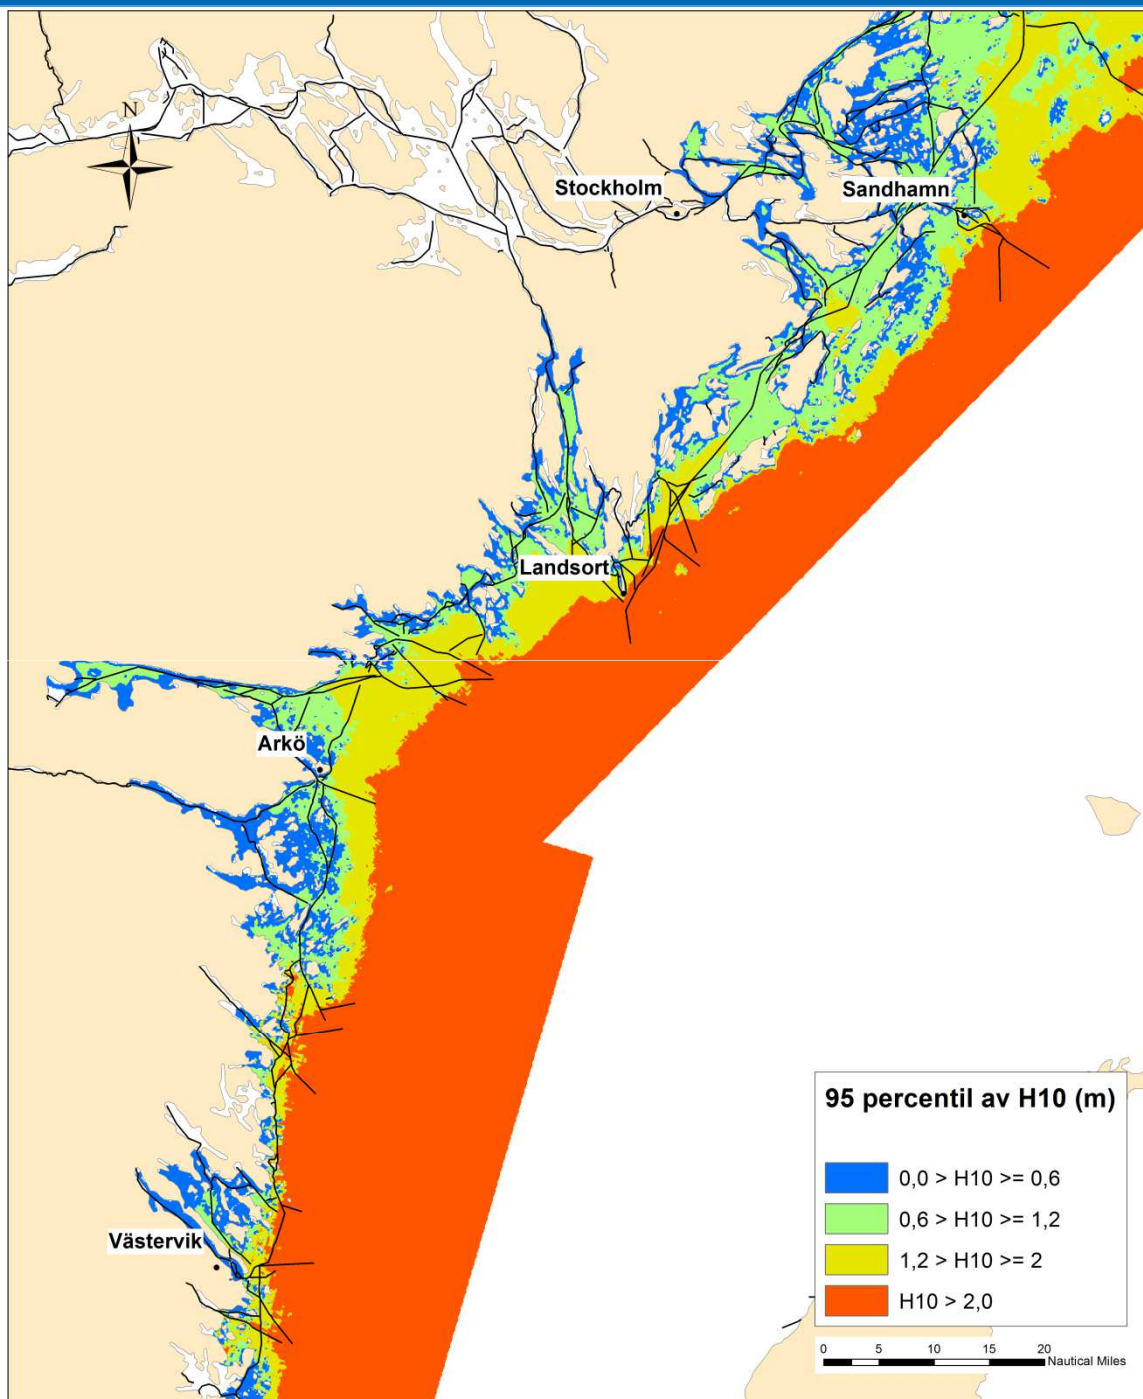 N
Stockholm
Sandhamn
Landsort
Arkö
Västervik
95 percentil av H10 (m)
0,0 > H10 >= 0,6
0,6 > H10 >= 1,2
1,2 > H10 >= 2
H10 > 2,0
0 5 10 15 20
Nautical Miles